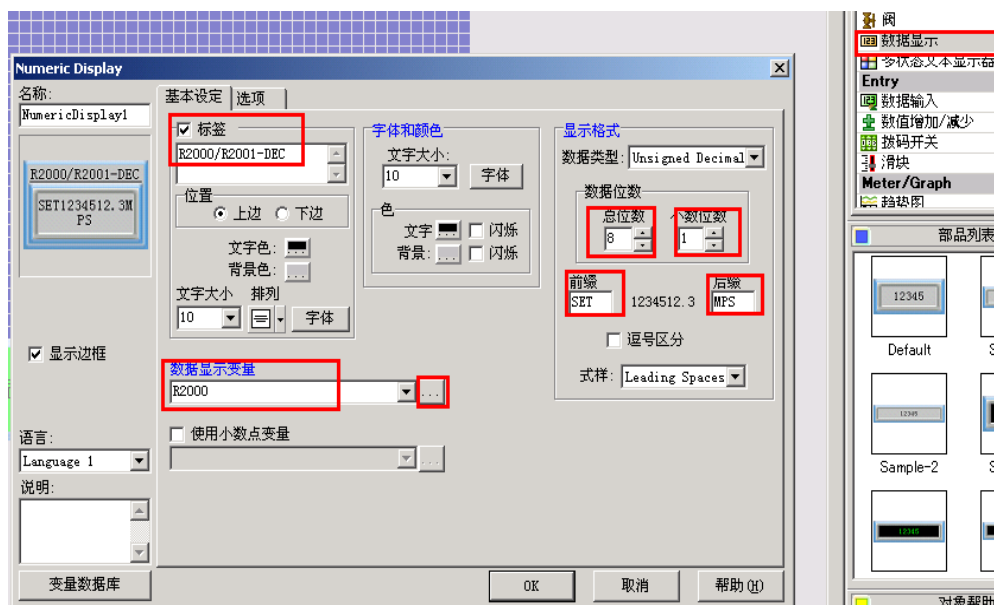 Numeric Display
名称:
NumericDisplay1
R2000/R2001-DEC
SET1234512.3M
PS
显示边框
语言:
Language 1
说明:
变量数据库
基本设定
选项
标签
R2000/R2001-DEC
位置
上边
下边
文字色:
背景色:
文字大小
排列
10
字体
数据显示变量
R2000
...
使用小数点变量
...
字体和颜色
文字大小:
10
字体
色
文字
闪烁
背景:
闪烁
显示格式
数据类型:
Unsigned Decimal
数据位数
总位数
小数位数
8
1
前缀
后缀
SET
1234512.3
MPS
逗号区分
式样:
Leading Spaces
OK
取消
帮助(H)
阀
数据显示
多状态文本显示器
Entry
数据输入
数值增加/减少
拨码开关
滑块
Meter/Graph
趋势图
部品列表
12345
Default
12345
Sample-2
12345
对象帮助